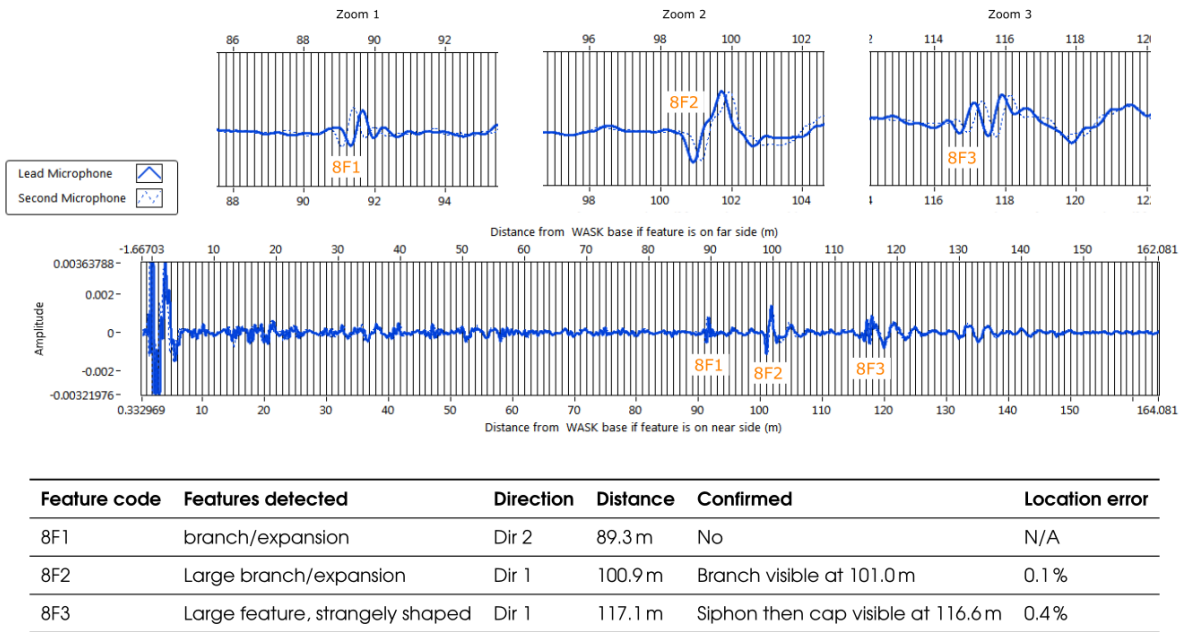 Zoom 1 Zoom 2 Zoom 3
86 88 90 92 96 98 100 102 2 114 116 118 120
8F1 8F2 8F3
88 90 92 94 98 100 102 104 116 118 120
Lead Microphone
Second Microphone
Distance from WASK base if feature is on far side (m)
-1.66703 10 20 30 40 50 60 70 80 90 100 110 120 130 140 150 162.081
0.00363788
0.002
0
-0.002
-0.00321976
Amplitude
8F1 8F2 8F3
0.332969 10 20 30 40 50 60 70 80 90 100 110 120 130 140 150 164.081
Distance from WASK base if feature is on near side (m)
Feature code Features detected Direction Distance Confirmed Location error
8F1 branch/expansion Dir 2 89.3 m No N/A
8F2 Large branch/expansion Dir 1 100.9 m Branch visible at 101.0 m 0.1 %
8F3 Large feature, strangely shaped Dir 1 117.1 m Siphon then cap visible at 116.6 m 0.4 %